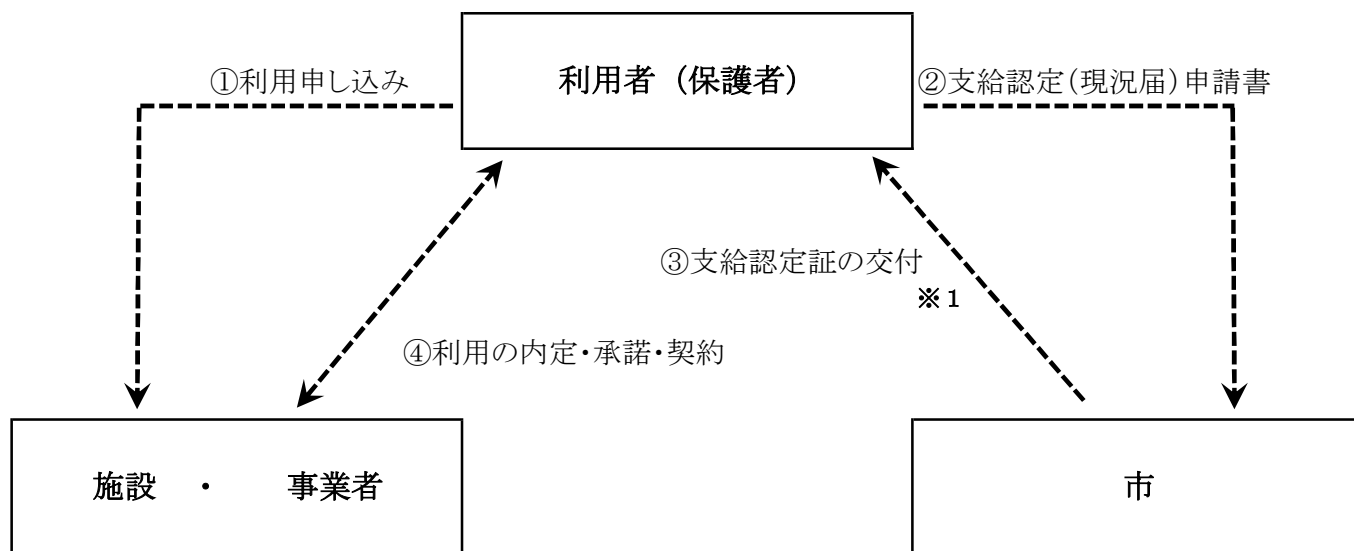 利用者（保護者）
①利用申し込み
②支給認定（現況届）申請書
③支給認定証の交付
※１
④利用の内定・承諾・契約
施設　・　　事業者
市